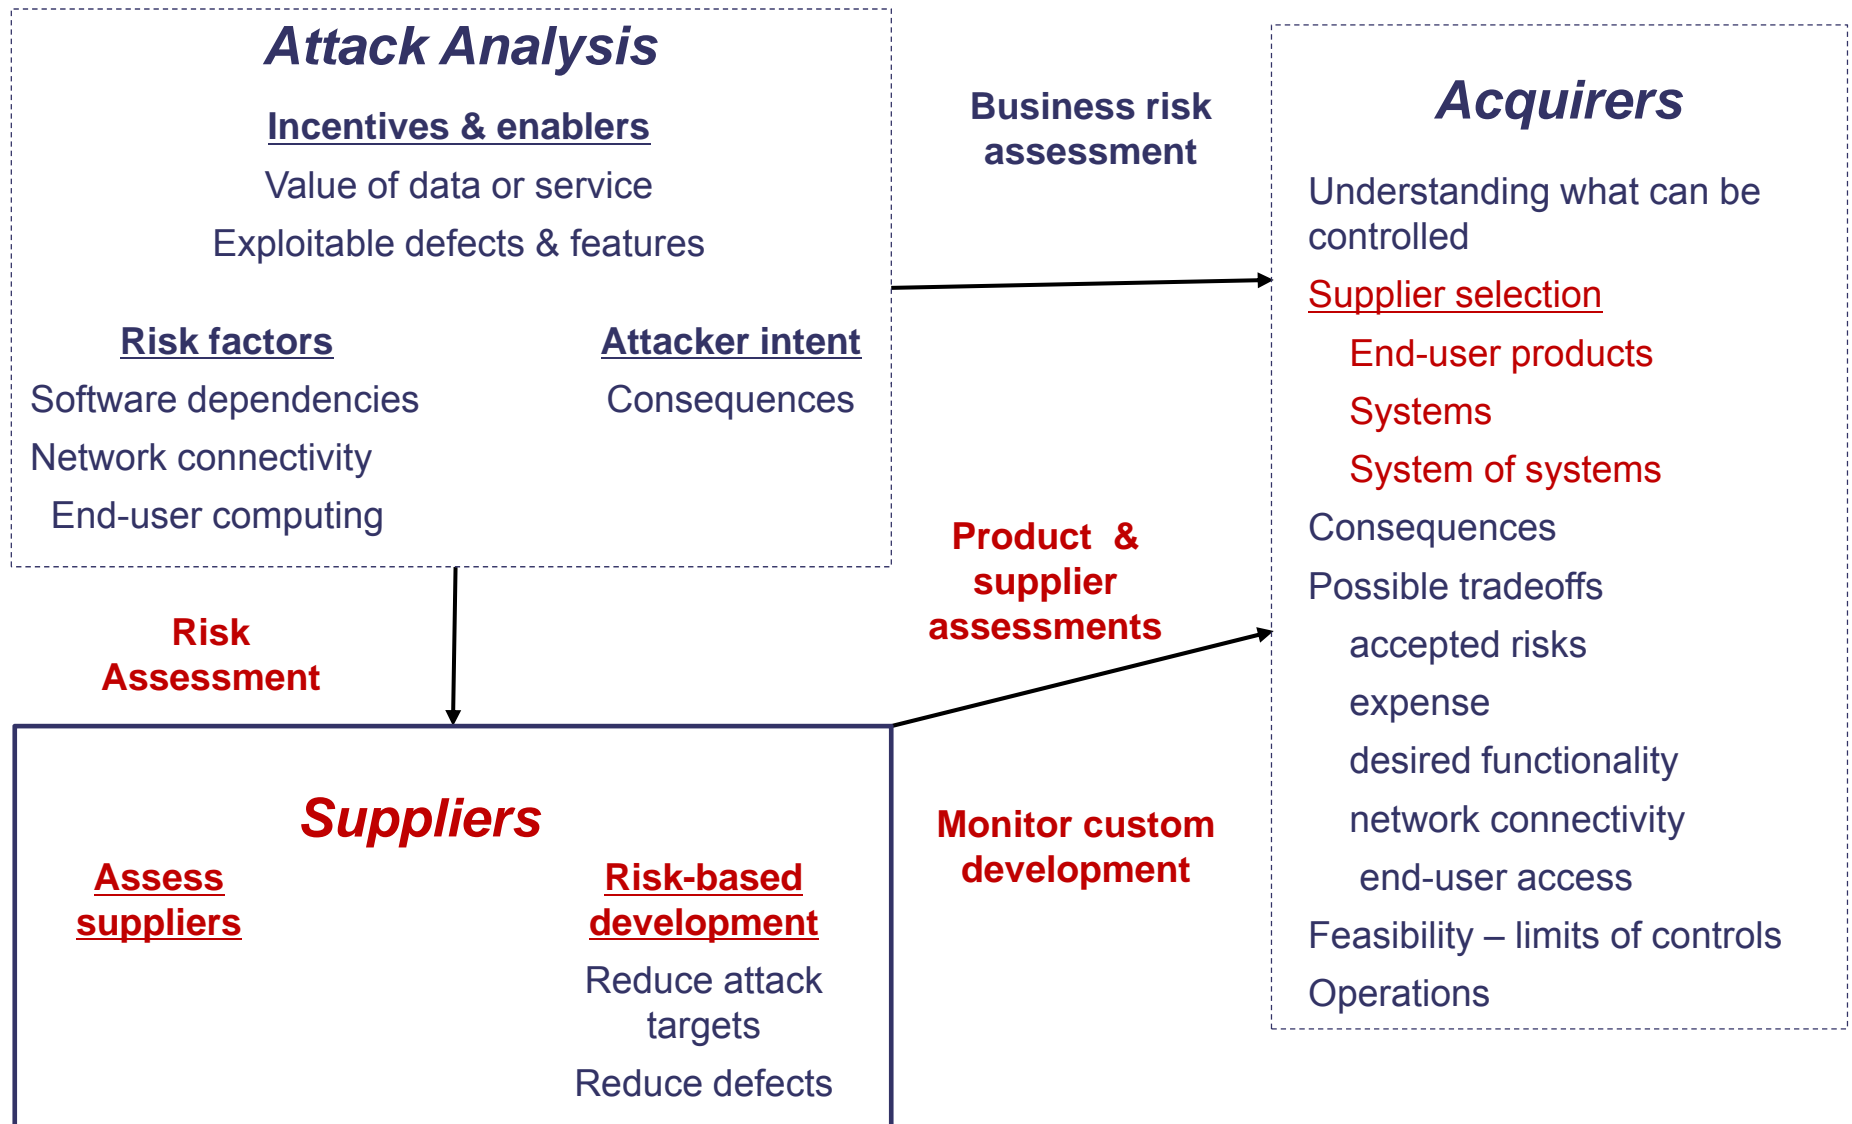 Attack Analysis
Incentives & enablers
Value of data or service
Exploitable defects & features
Risk factors
Software dependencies
Network connectivity
End-user computing
Attacker intent
Consequences
Business risk
assessment
Acquirers
Understanding what can be
controlled
Supplier selection
End-user products
Systems
System of systems
Consequences
Possible tradeoffs
accepted risks
expense
desired functionality
network connectivity
end-user access
Feasibility – limits of controls
Operations
Risk
Assessment
Product & 
supplier
assessments
Suppliers
Assess
suppliers
Risk-based
development
Reduce attack
targets
Reduce defects
Monitor custom
development